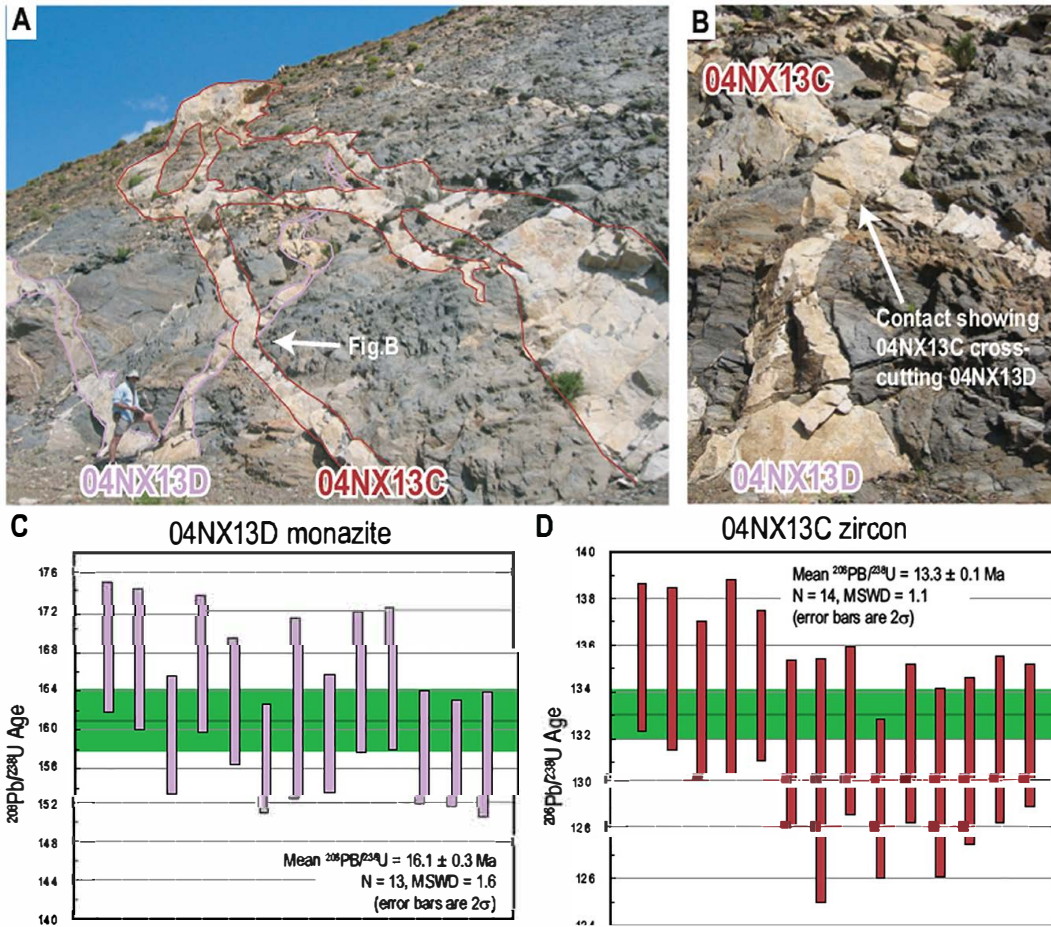 A
04NX13C
04NX13D
Fig.B
B
04NX13C
Contact showing
04NX13C cross-
cutting 04NX13D
04NX13D
C
04NX13D monazite
²⁰⁶Pb/²³⁸U Age
176
172
168
164
160
156
152
148
144
140
Mean ²⁰⁶PB/²³⁸U = 16.1 ± 0.3 Ma
N = 13, MSWD = 1.6
(error bars are 2σ)
D
04NX13C zircon
²⁰⁶Pb/²³⁸U Age
140
138
136
134
132
130
126
Mean ²⁰⁶PB/²³⁸U = 13.3 ± 0.1 Ma
N = 14, MSWD = 1.1
(error bars are 2σ)